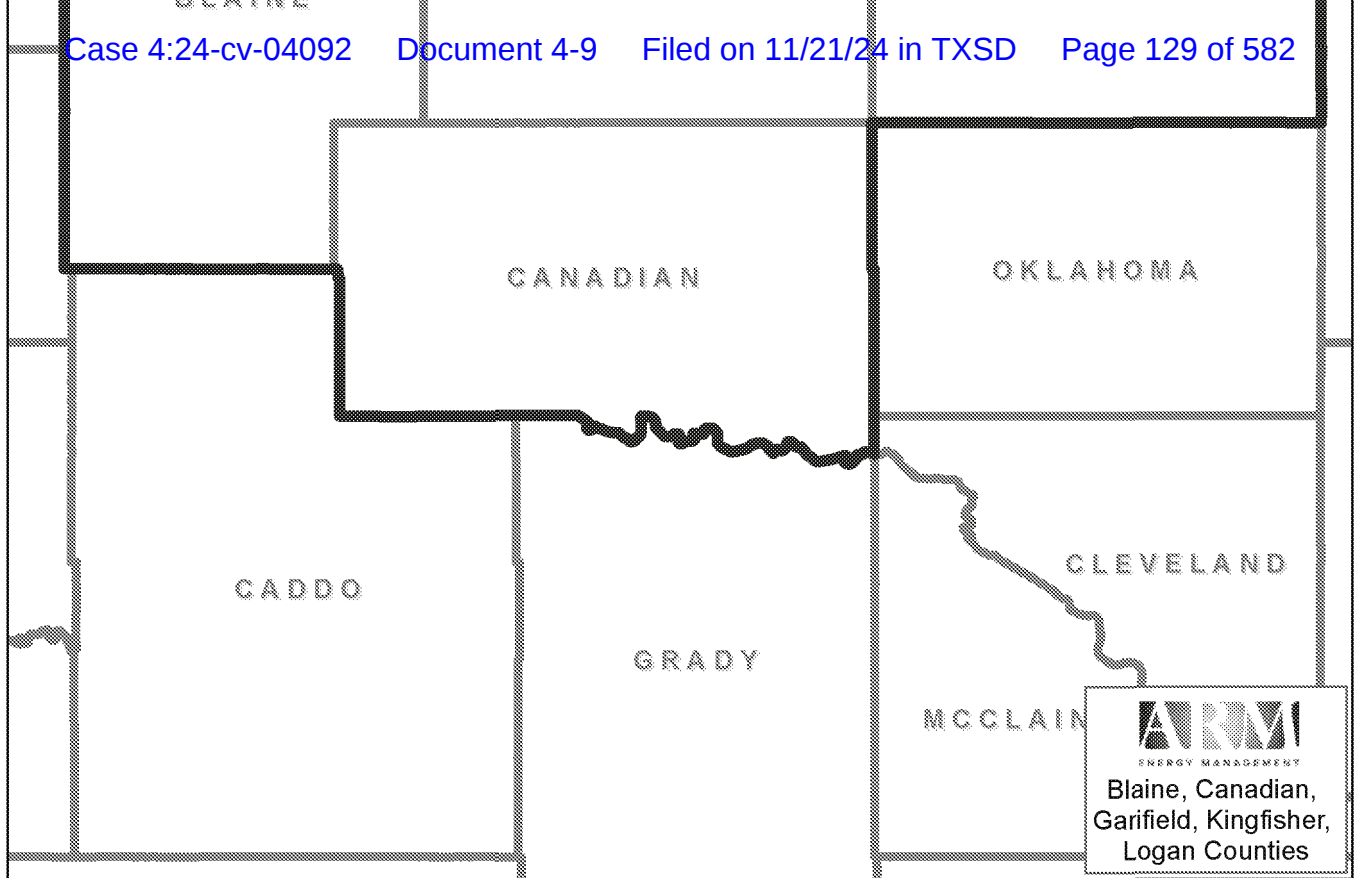 BLAINE
Case 4:24-cv-04092 Document 4-9 Filed on 11/21/24 in TXSD Page 129 of 582
CANADIAN
OKLAHOMA
CADDO
CLEVELAND
GRADY
MCCLAIN
ARM
ENERGY MANAGEMENT
Blaine, Canadian,
Garifield, Kingfisher,
Logan Counties